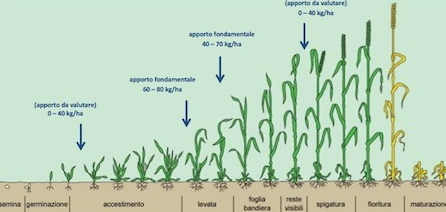 (apporto da valutare)
0 – 40 kg/ha
apporto fondamentale
40 – 70 kg/ha
apporto fondamentale
60 – 80 kg/ha
(apporto da valutare)
0 – 40 kg/ha
semina
germinazione
accestimento
levata
foglia
bandiera
reste
visibili
spigatura
fioritura
maturazion